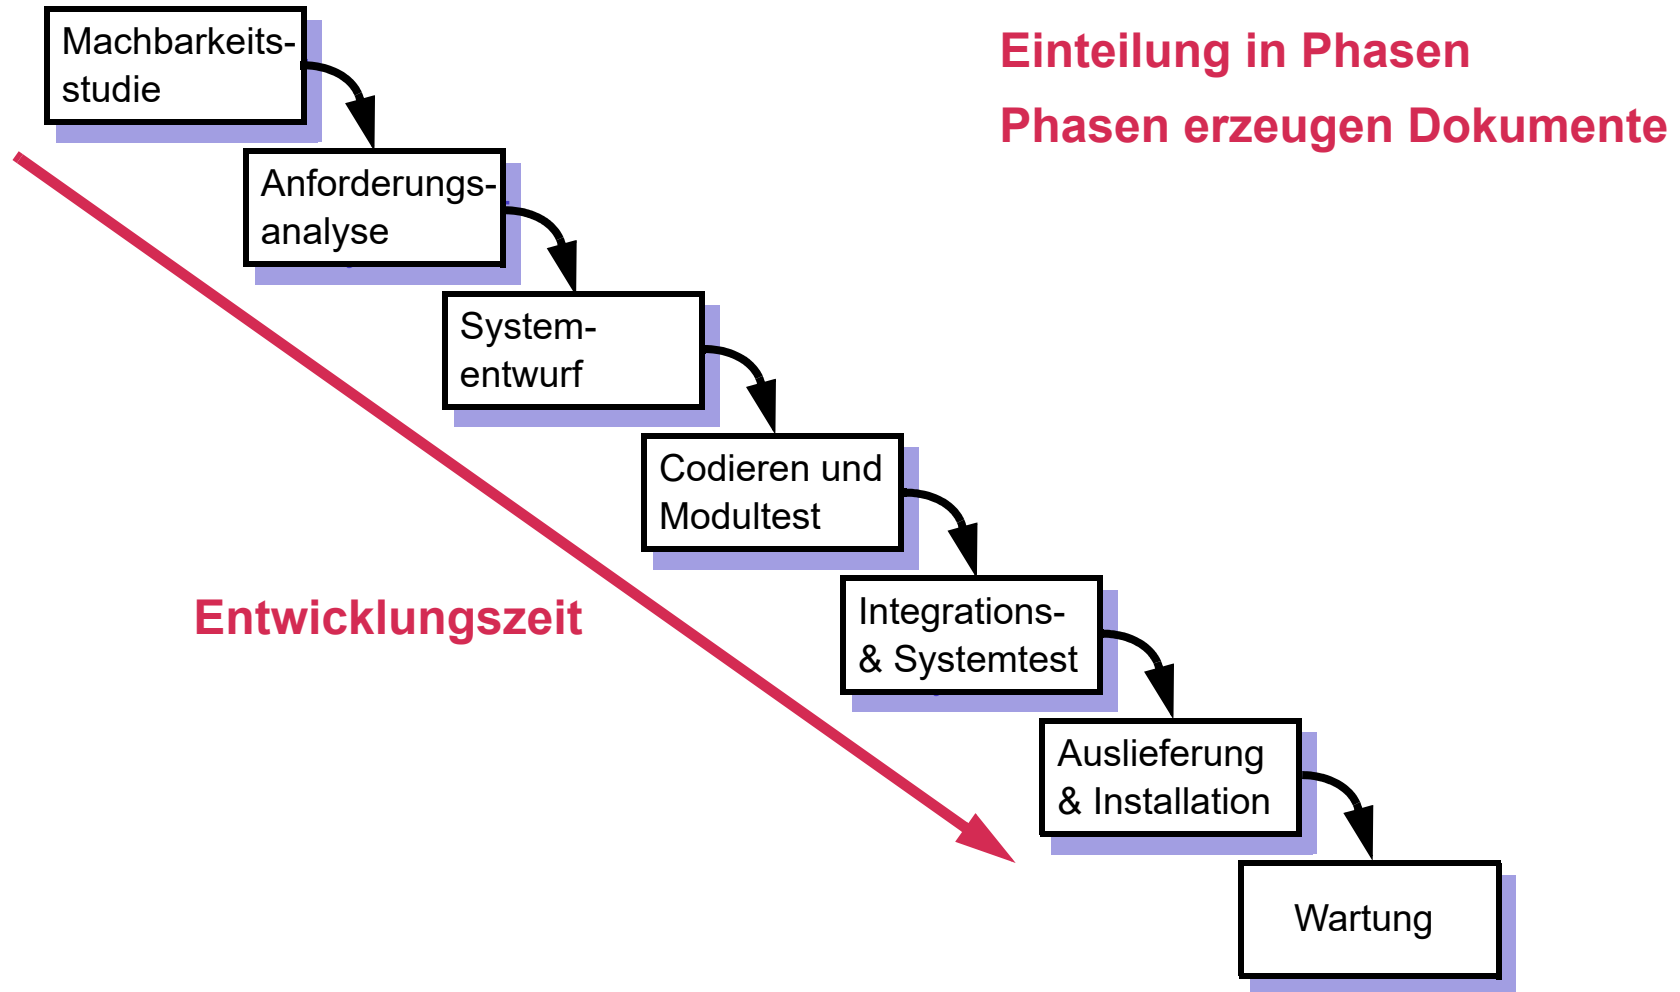 Machbarkeits-
studie
Einteilung in Phasen
Phasen erzeugen Dokumente
Anforderungs-
analyse
System-
entwurf
Codieren und
Modultest
Entwicklungszeit
Integrations-
& Systemtest
Auslieferung
& Installation
Wartung